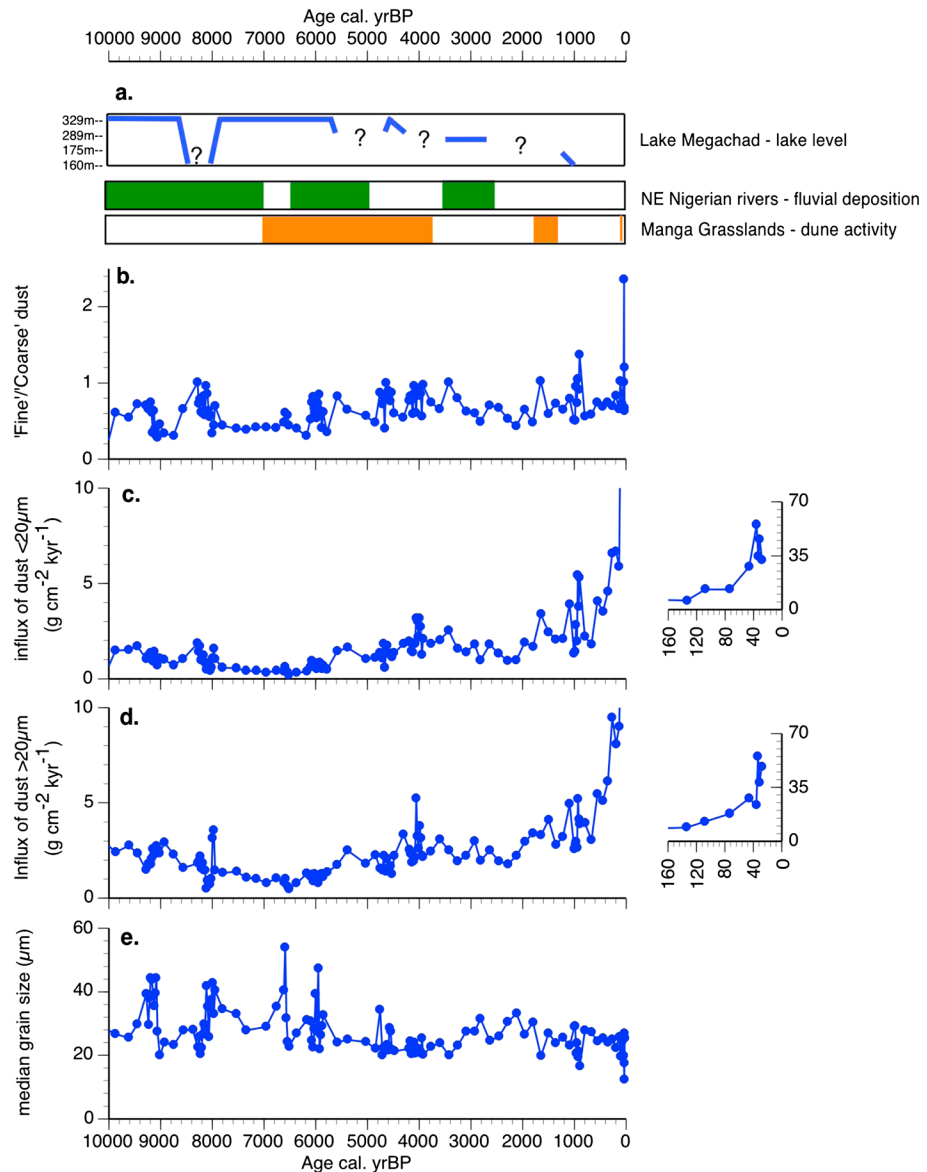 Age cal. yrBP
10000 9000 8000 7000 6000 5000 4000 3000 2000 1000 0
a.
329m--
289m--
175m--
160m--
? ? ? ?
Lake Megachad - lake level
NE Nigerian rivers - fluvial deposition
Manga Grasslands - dune activity
b.
'Fine'/'Coarse' dust
2
1
0
c.
influx of dust <20µm
(g cm-2 kyr-1)
10
5
0
70
35
0
160 120 80 40 0
d.
Influx of dust >20µm
(g cm-2 kyr-1)
10
5
0
70
35
0
160 120 80 40 0
e.
median grain size (µm)
60
40
20
0
10000 9000 8000 7000 6000 5000 4000 3000 2000 1000 0
Age cal. yrBP